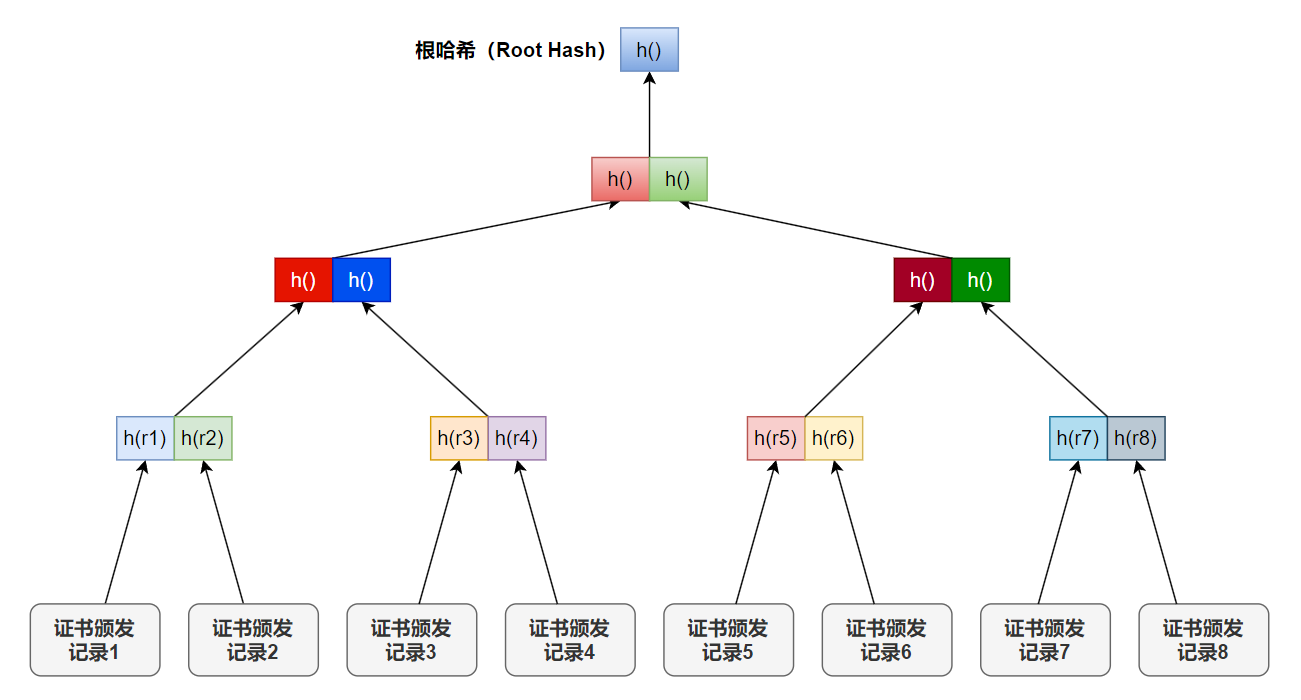 根哈希（Root Hash）
h()
h() h()
h() h()
h() h()
h(r1) h(r2)
h(r3) h(r4)
h(r5) h(r6)
h(r7) h(r8)
证书颁发
记录1
证书颁发
记录2
证书颁发
记录3
证书颁发
记录4
证书颁发
记录5
证书颁发
记录6
证书颁发
记录7
证书颁发
记录8